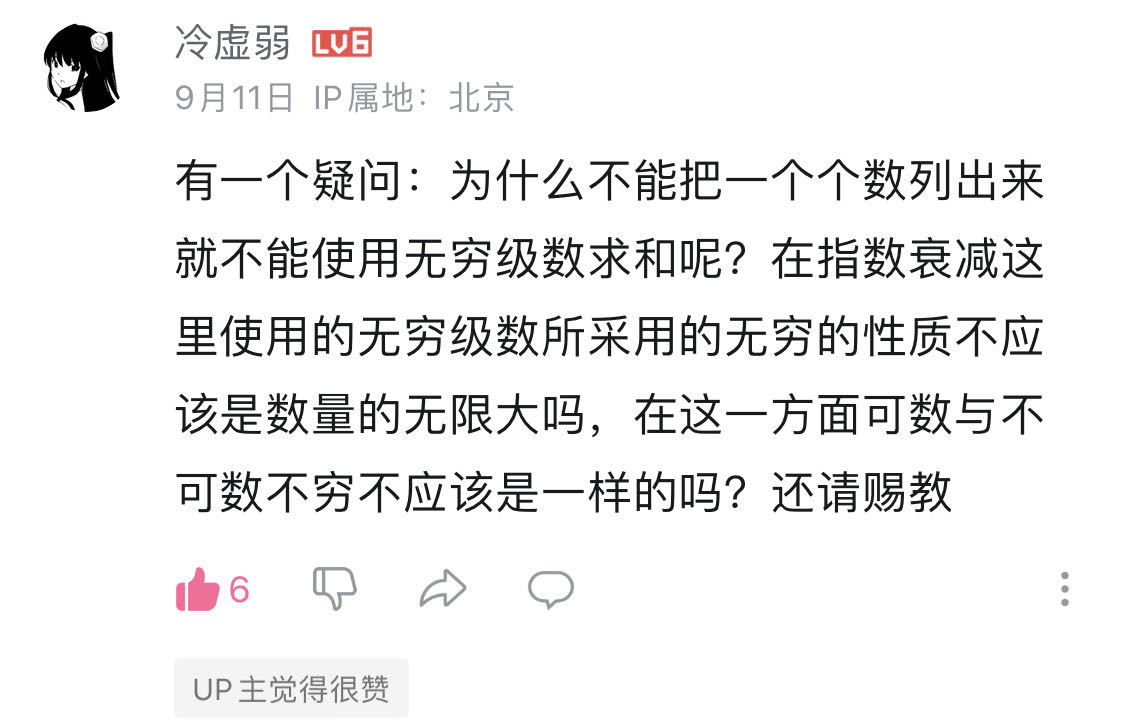 冷虚弱 LV6
9月11日 IP属地：北京
有一个疑问：为什么不能把一个个数列出来
就不能使用无穷级数求和呢？在指数衰减这
里使用的无穷级数所采用的无穷的性质不应
该是数量的无限大吗，在这一方面可数与不
可数不穷不应该是一样的吗？还请赐教
6
UP主觉得很赞